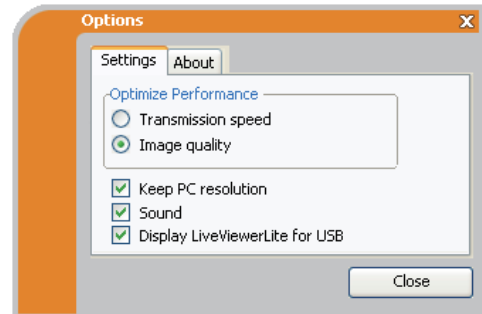 Options
X
Settings
About
Optimize Performance
Transmission speed
Image quality
Keep PC resolution
Sound
Display LiveViewerLite for USB
Close